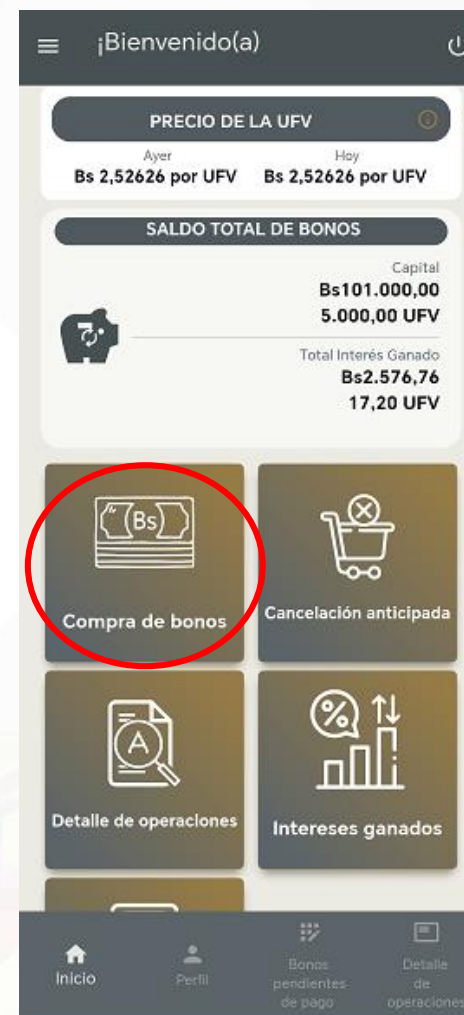 ¡Bienvenido(a)
PRECIO DE LA UFV
Ayer
Hoy
Bs 2,52626 por UFV
Bs 2,52626 por UFV
SALDO TOTAL DE BONOS
Capital
Bs101.000,00
5.000,00 UFV
Total Interés Ganado
Bs2.576,76
17,20 UFV
(Bs)
Compra de bonos
Cancelación anticipada
A
Detalle de operaciones
%
Intereses ganados
Inicio
Perfil
Bonos
pendientes
de pago
Detalle
de
operaciones